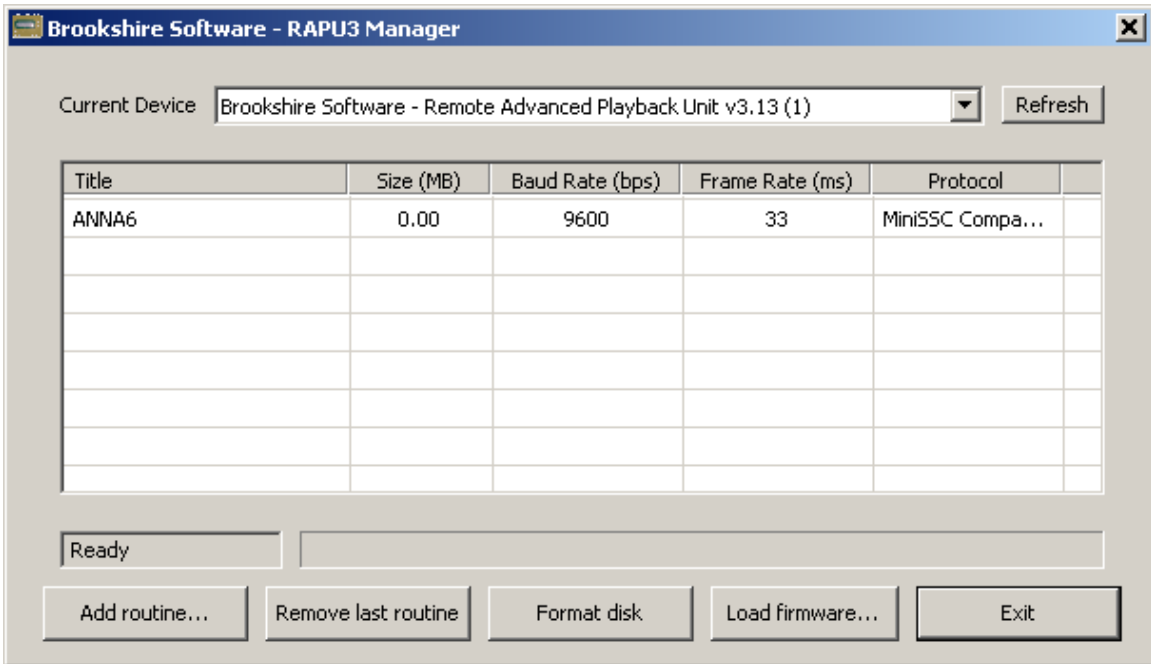 Brookshire Software - RAPU3 Manager
Current Device Brookshire Software - Remote Advanced Playback Unit v3.13 (1) Refresh
Title Size (MB) Baud Rate (bps) Frame Rate (ms) Protocol
ANNA6 0.00 9600 33 MiniSSC Compa...
Ready
Add routine... Remove last routine Format disk Load firmware... Exit